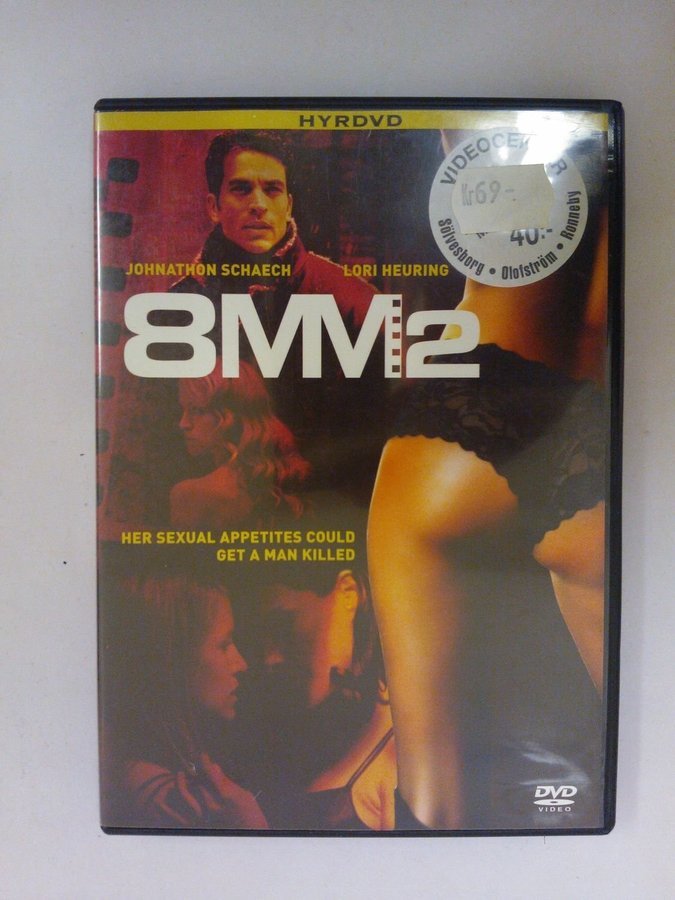 HYRDVD
VIDEOCENTER
Kr69:-
40:-
Sölvesborg • Olofström • Ronneby
JOHNATHON SCHAECH LORI HEURING
8MM2
HER SEXUAL APPETITES COULD
GET A MAN KILLED
DVD
VIDEO